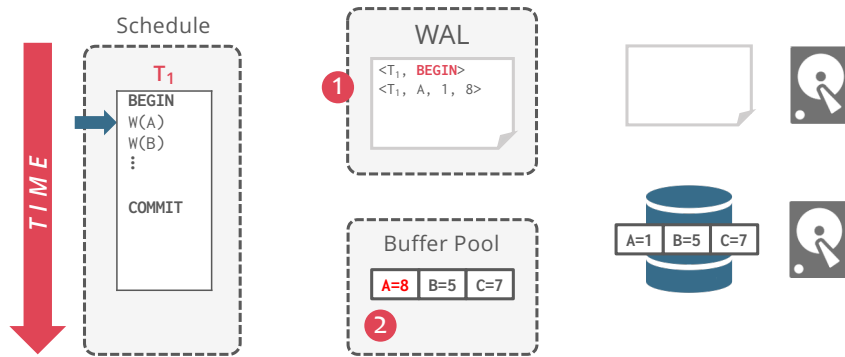 Schedule
TIME
T₁
BEGIN
W(A)
W(B)
⋮
COMMIT
WAL
1
<T₁, BEGIN>
<T₁, A, 1, 8>
Buffer Pool
A=8 B=5 C=7
2
A=1 B=5 C=7